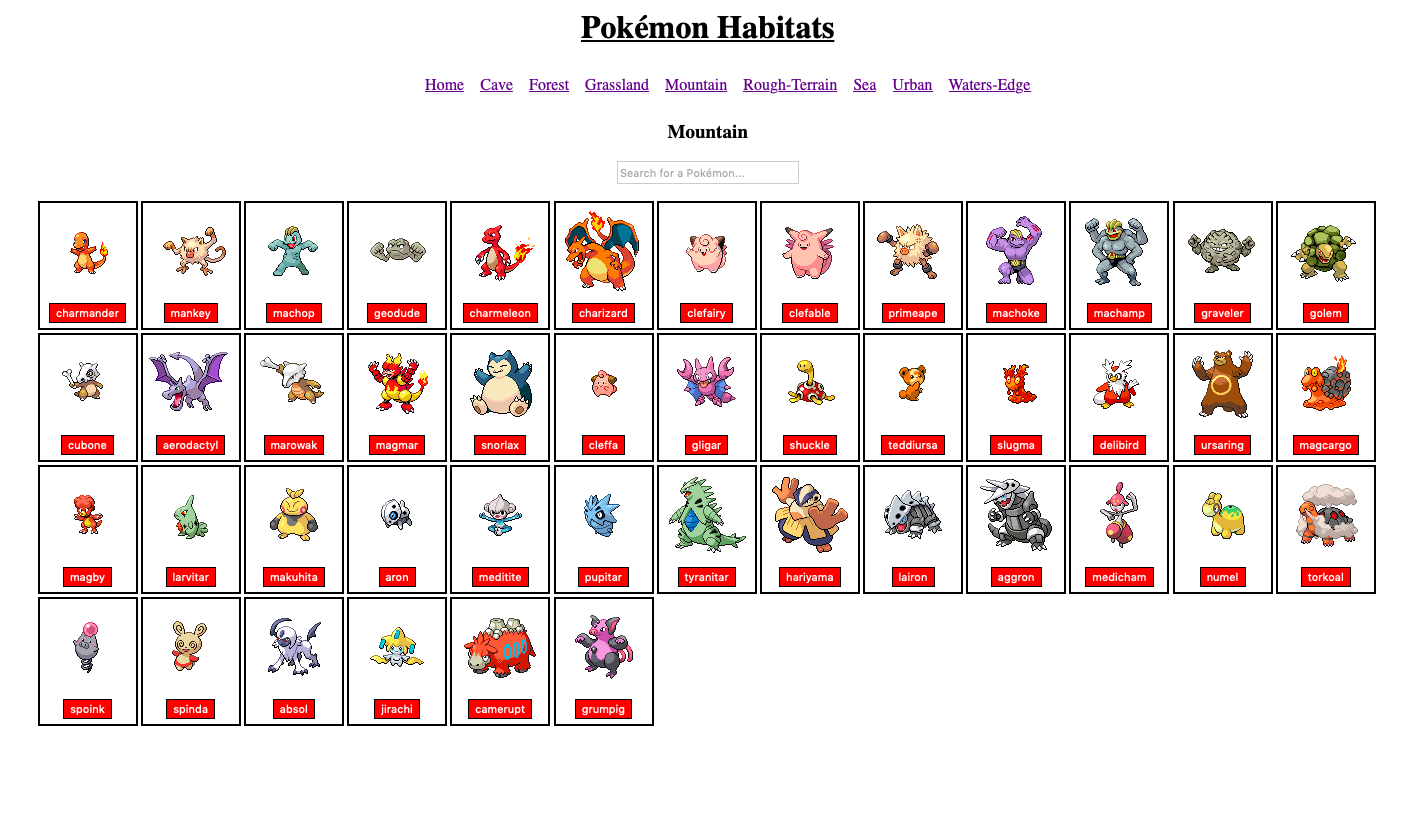 Pokémon Habitats
Home Cave Forest Grassland Mountain Rough-Terrain Sea Urban Waters-Edge
Mountain
Search for a Pokémon...
charmander mankey machop geodude charmeleon charizard clefairy clefable primeape machoke machamp graveler golem
cubone aerodactyl marowak magmar snorlax cleffa gligar shuckle teddiursa slugma delibird ursaring magcargo
magby larvitar makuhita aron meditite pupitar tyranitar hariyama lairon aggron medicham numel torkoal
spoink spinda absol jirachi camerupt grumpig